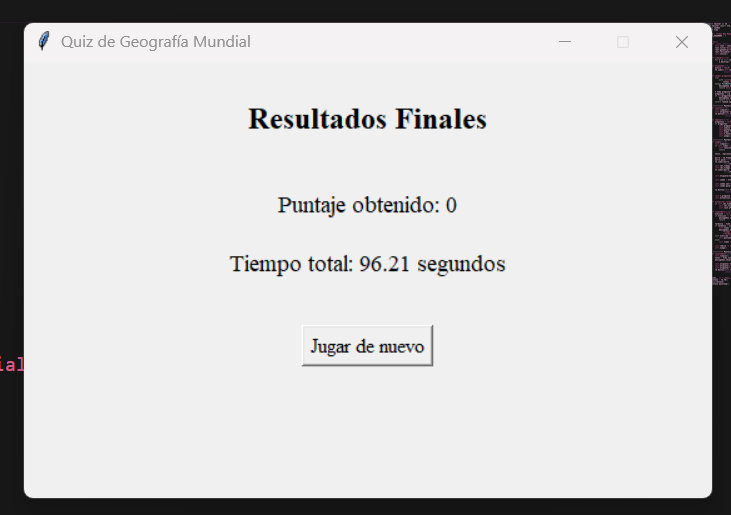 Quiz de Geografía Mundial
Resultados Finales
Puntaje obtenido: 0
Tiempo total: 96.21 segundos
ial
Jugar de nuevo